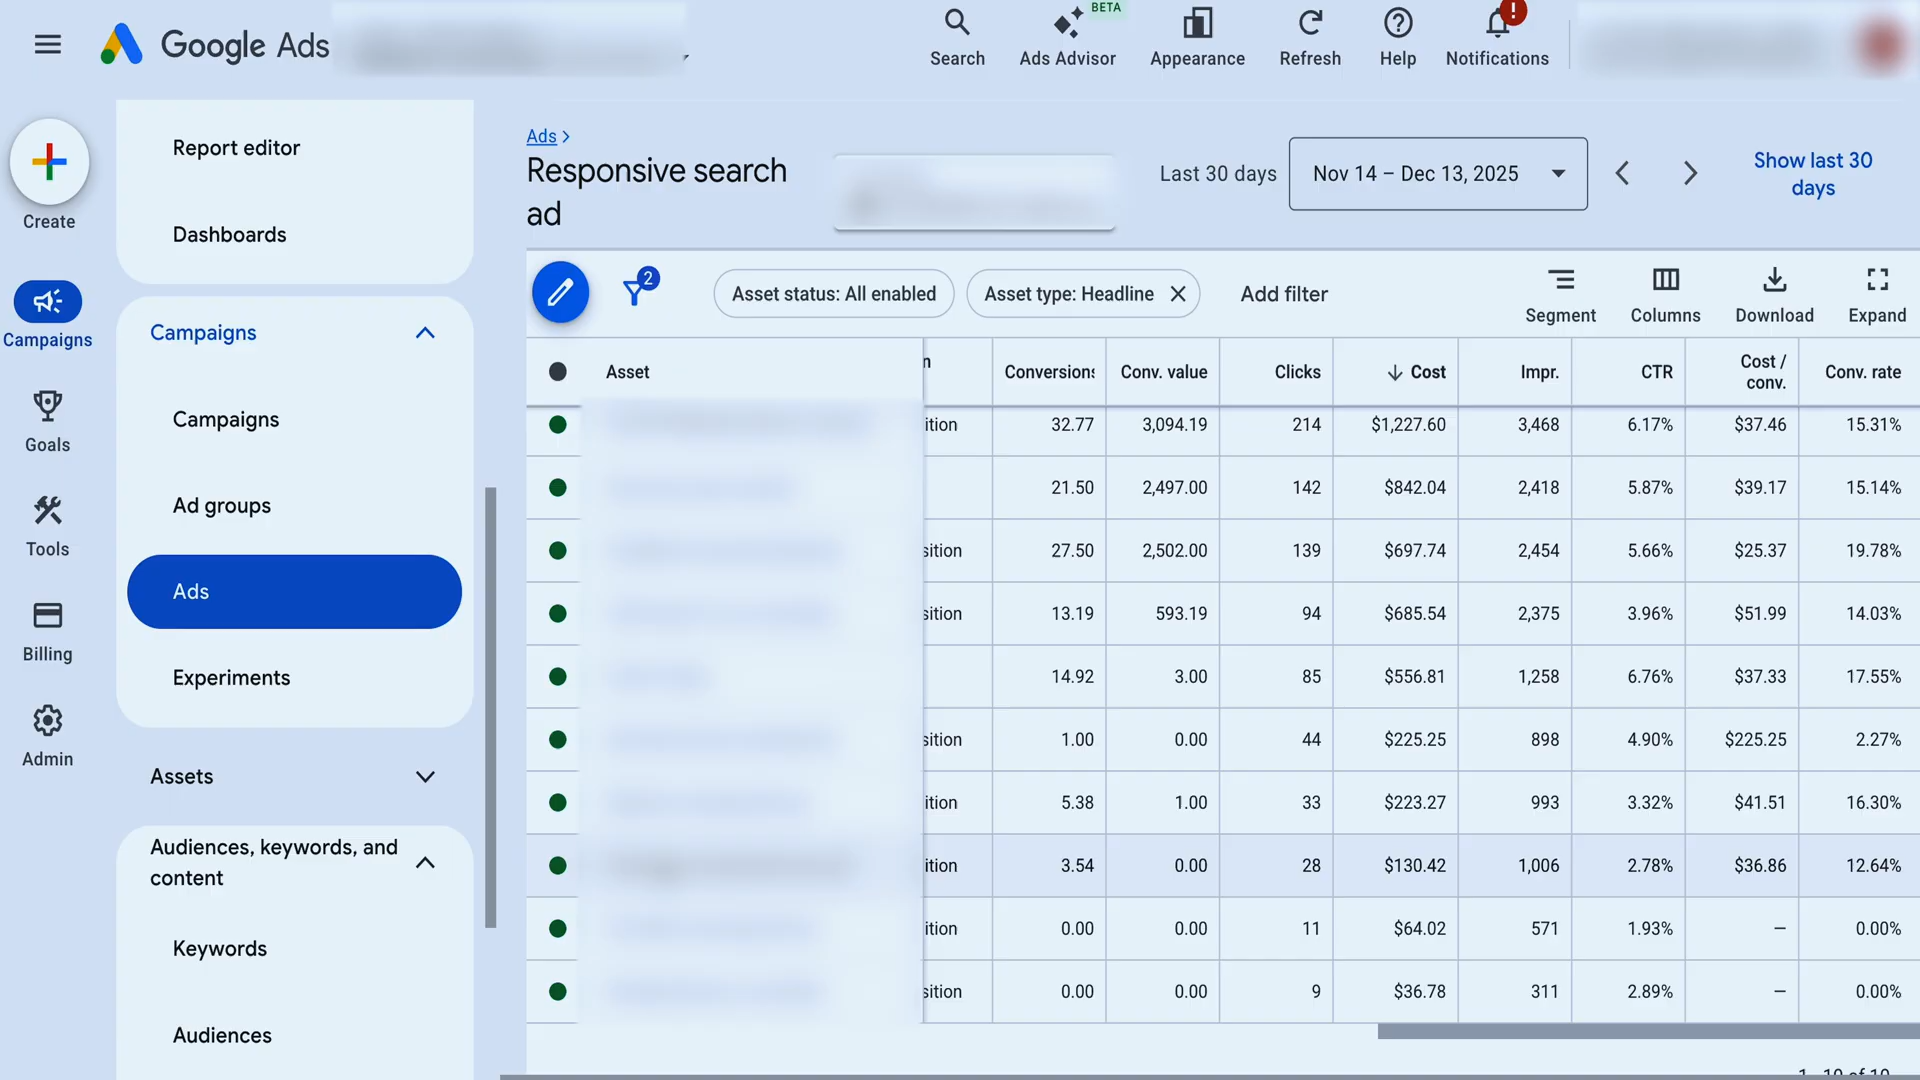 Google Ads
BETA
Search
Ads Advisor
Appearance
Refresh
Help
!
Notifications
Create
Campaigns
Goals
Tools
Billing
Admin
Report editor
Dashboards
Campaigns
Campaigns
Ad groups
Ads
Experiments
Assets
Audiences, keywords, and
content
Keywords
Audiences
Ads
Responsive search
ad
Last 30 days
Nov 14 – Dec 13, 2025
Show last 30
days
2
Asset status: All enabled
Asset type: Headline
Add filter
Segment
Columns
Download
Expand
Asset n Conversions Conv. value Clicks Cost Impr. CTR Cost / conv. Conv. rate
ition 32.77 3,094.19 214 $1,227.60 3,468 6.17% $37.46 15.31%
21.50 2,497.00 142 $842.04 2,418 5.87% $39.17 15.14%
sition 27.50 2,502.00 139 $697.74 2,454 5.66% $25.37 19.78%
sition 13.19 593.19 94 $685.54 2,375 3.96% $51.99 14.03%
14.92 3.00 85 $556.81 1,258 6.76% $37.33 17.55%
sition 1.00 0.00 44 $225.25 898 4.90% $225.25 2.27%
ition 5.38 1.00 33 $223.27 993 3.32% $41.51 16.30%
ition 3.54 0.00 28 $130.42 1,006 2.78% $36.86 12.64%
ition 0.00 0.00 11 $64.02 571 1.93% – 0.00%
sition 0.00 0.00 9 $36.78 311 2.89% – 0.00%
1 - 10 of 10